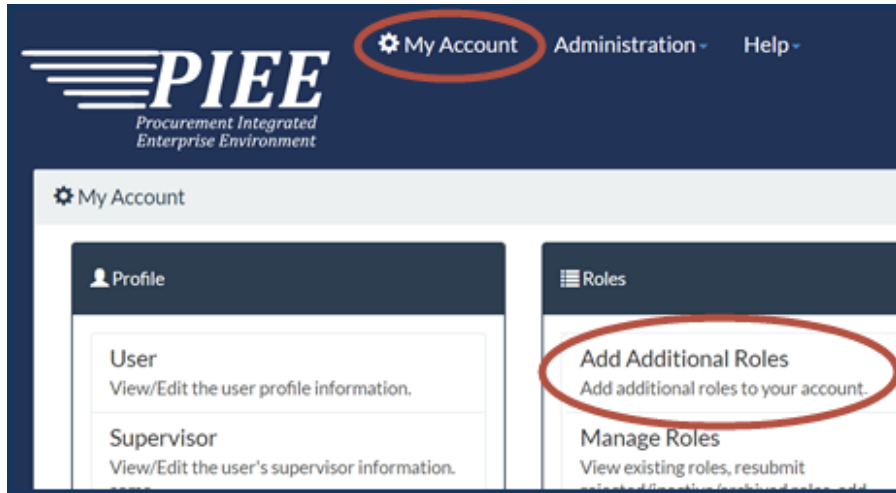 My Account Administration Help
PIEE
Procurement Integrated
Enterprise Environment
My Account
Profile
User
View/Edit the user profile information.
Supervisor
View/Edit the user's supervisor information.
Roles
Add Additional Roles
Add additional roles to your account.
Manage Roles
View existing roles, resubmit